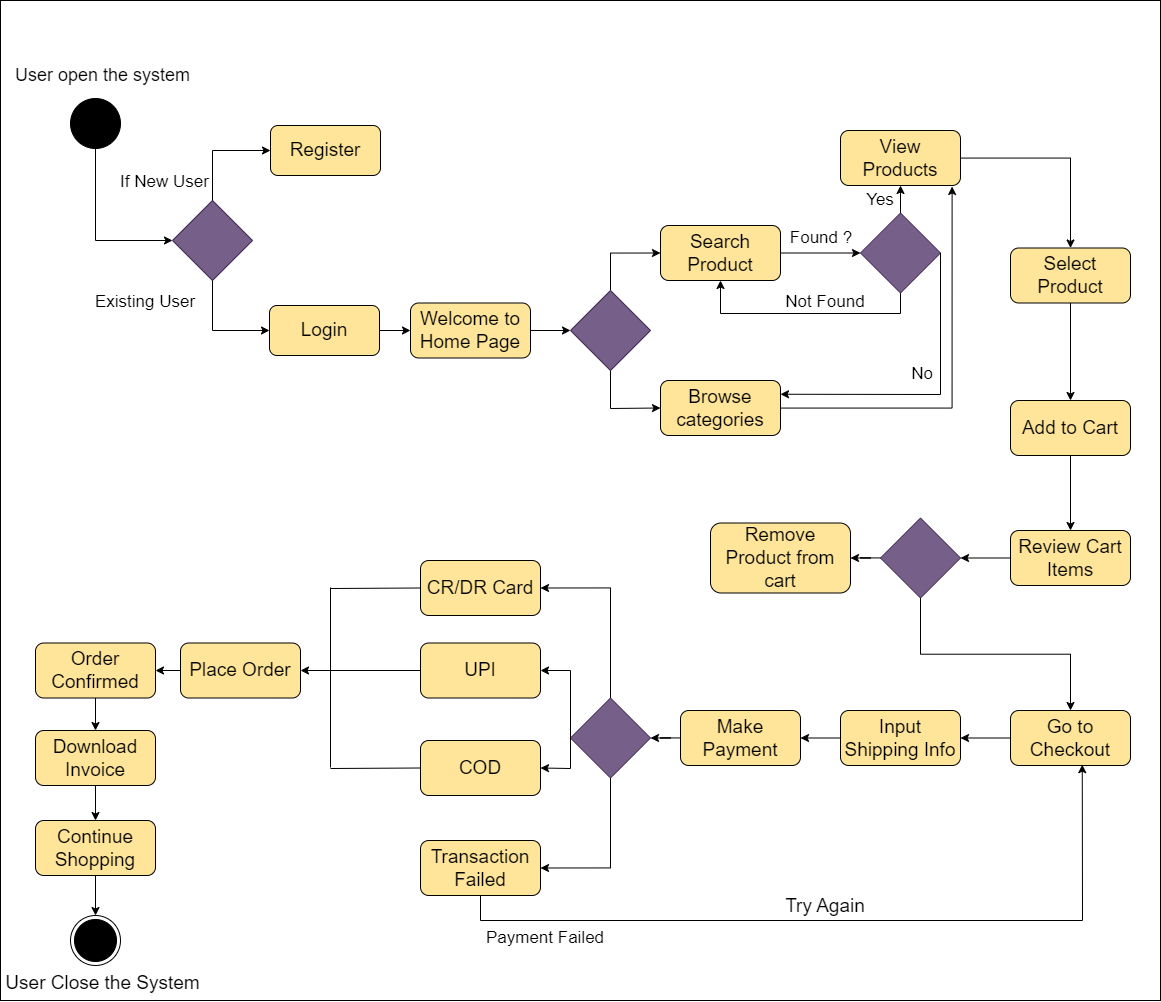 User open the system
Register
If New User
Existing User
Login
Welcome to
Home Page
Search
Product
Found ?
Not Found
Yes
No
View
Products
Browse
categories
Select
Product
Add to Cart
Review Cart
Items
Remove
Product from
cart
Go to
Checkout
Input
Shipping Info
Make
Payment
CR/DR Card
UPI
COD
Transaction
Failed
Payment Failed
Try Again
Place Order
Order
Confirmed
Download
Invoice
Continue
Shopping
User Close the System